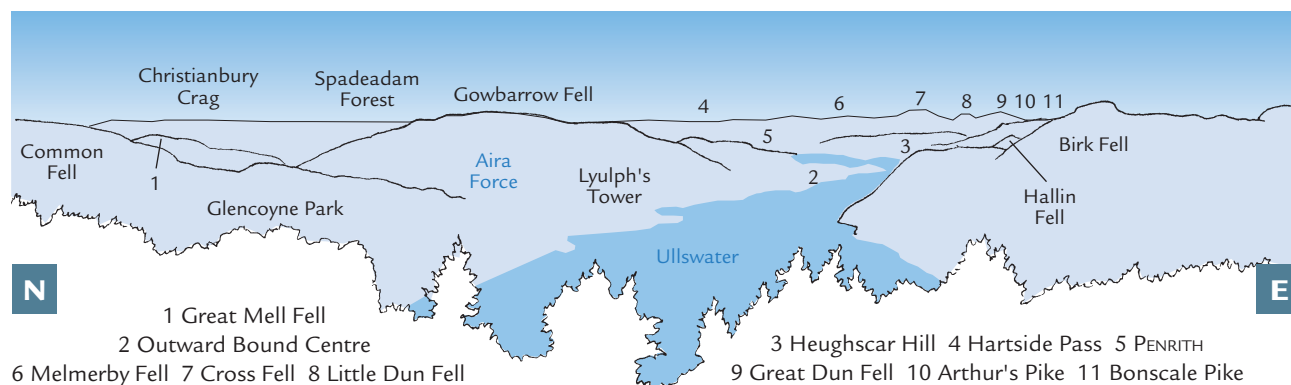 Christianbury
Crag
Spadeadam
Forest
Gowbarrow Fell
4
6
7
8
9
10
11
5
3
Common
Fell
1
Aira
Force
Lyulph's
Tower
2
Birk Fell
Hallin
Fell
Glencoyne Park
Ullswater
N
E
1 Great Mell Fell
2 Outward Bound Centre
3 Heughscar Hill 4 Hartside Pass 5 PENRITH
6 Melmerby Fell 7 Cross Fell 8 Little Dun Fell
9 Great Dun Fell 10 Arthur's Pike 11 Bonscale Pike